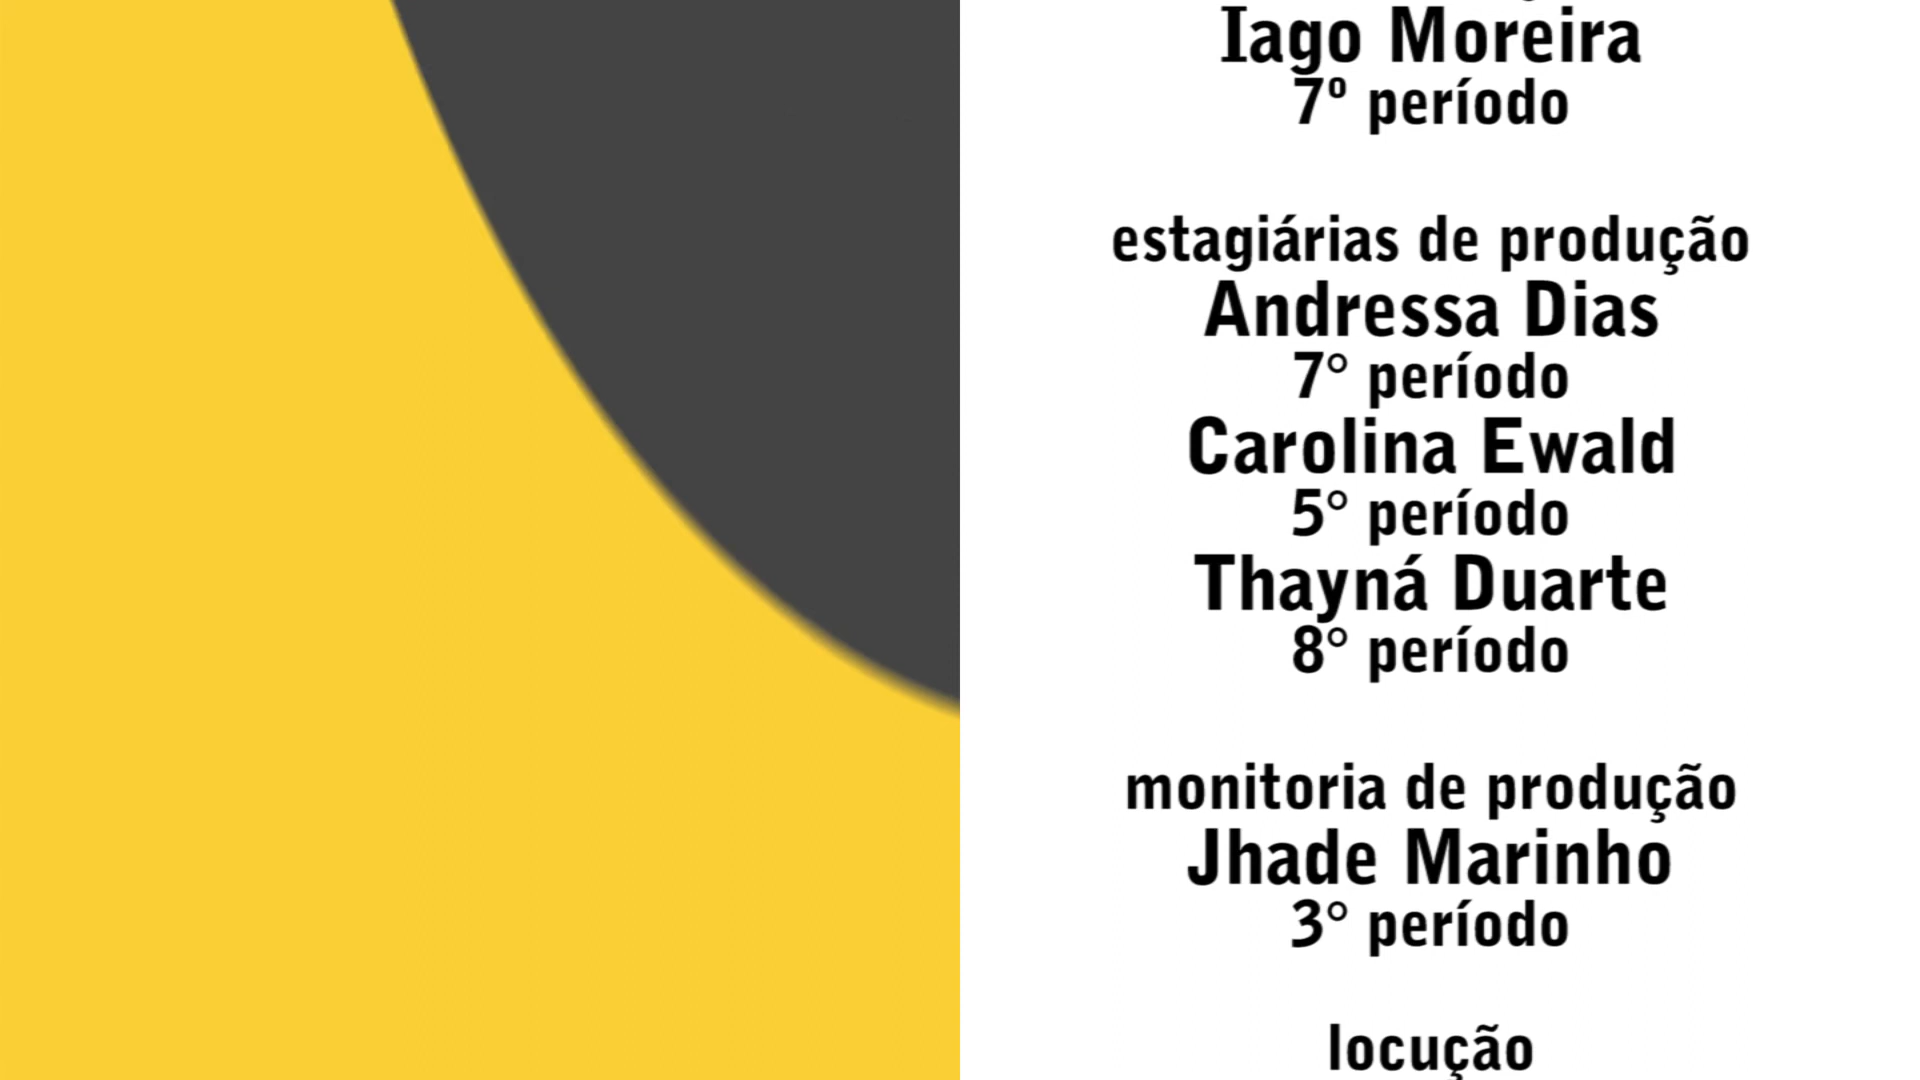 Iago Moreira
7º período
estagiárias de produção
Andressa Dias
7° período
Carolina Ewald
5° período
Thayná Duarte
8° período
monitoria de produção
Jhade Marinho
3° período
locução